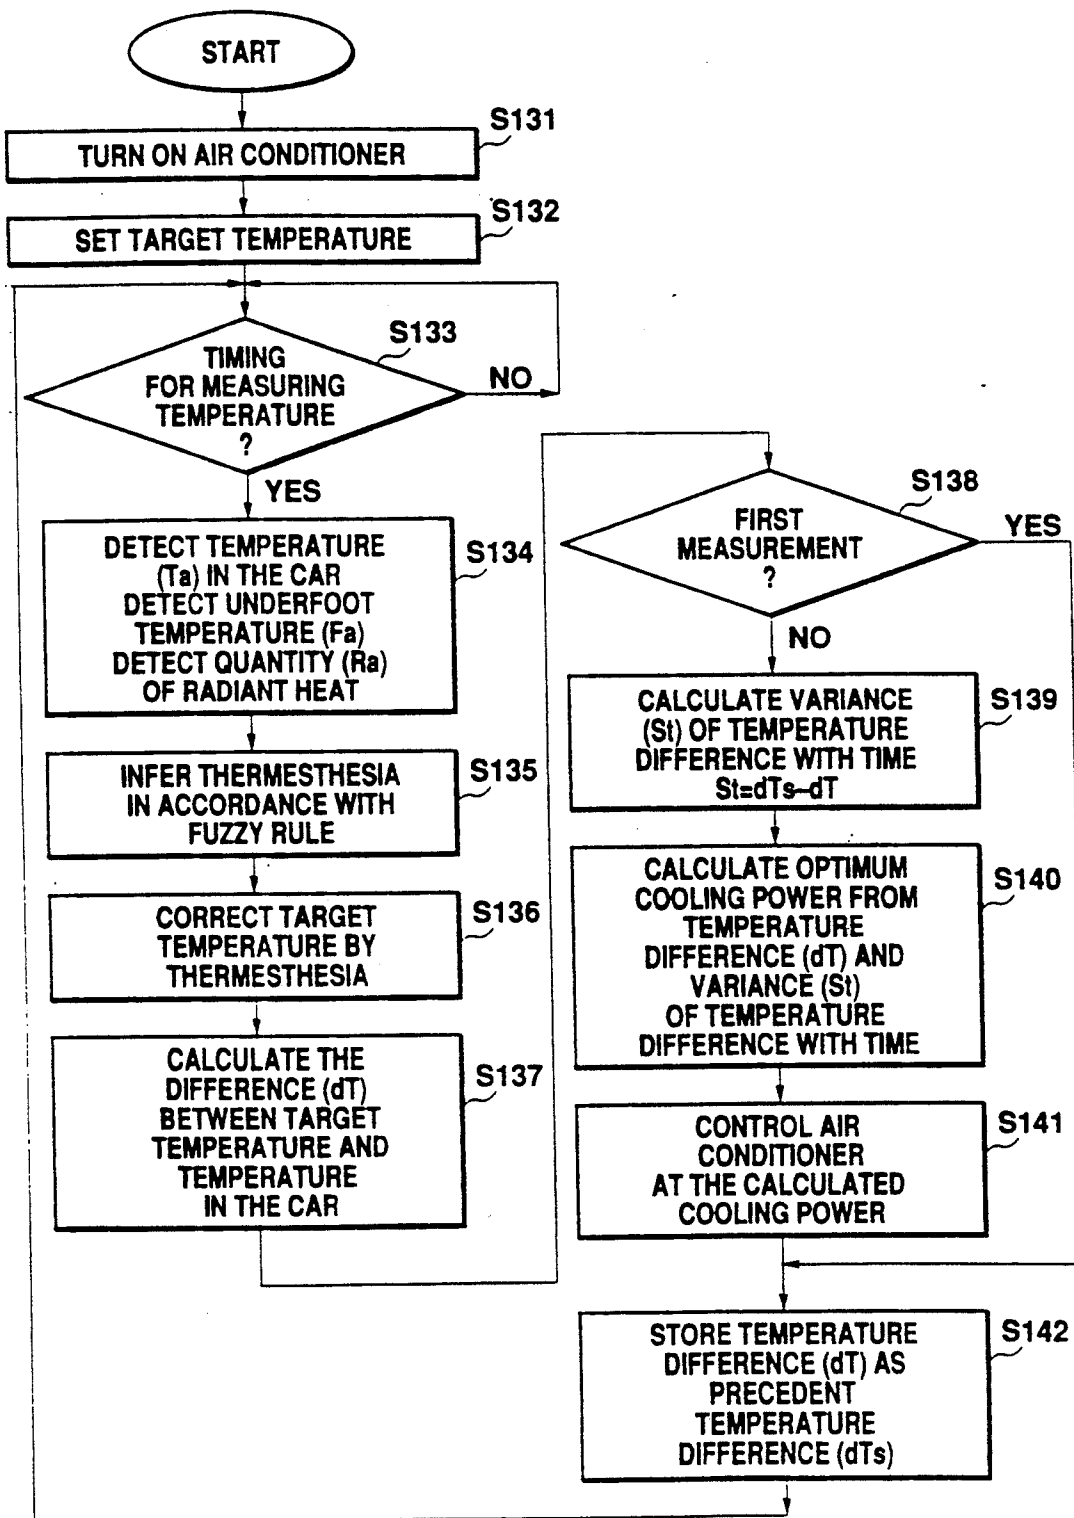 START
S131
TURN ON AIR CONDITIONER
S132
SET TARGET TEMPERATURE
S133
TIMING
FOR MEASURING
TEMPERATURE
?
NO
YES
S134
DETECT TEMPERATURE
(Ta) IN THE CAR
DETECT UNDERFOOT
TEMPERATURE (Fa)
DETECT QUANTITY (Ra)
OF RADIANT HEAT
S135
INFER THERMESTHESIA
IN ACCORDANCE WITH
FUZZY RULE
S136
CORRECT TARGET
TEMPERATURE BY
THERMESTHESIA
S137
CALCULATE THE
DIFFERENCE (dT)
BETWEEN TARGET
TEMPERATURE AND
TEMPERATURE
IN THE CAR
S138
FIRST
MEASUREMENT
?
YES
NO
S139
CALCULATE VARIANCE
(St) OF TEMPERATURE
DIFFERENCE WITH TIME
St=dTs-dT
S140
CALCULATE OPTIMUM
COOLING POWER FROM
TEMPERATURE
DIFFERENCE (dT) AND
VARIANCE (St)
OF TEMPERATURE
DIFFERENCE WITH TIME
S141
CONTROL AIR
CONDITIONER
AT THE CALCULATED
COOLING POWER
S142
STORE TEMPERATURE
DIFFERENCE (dT) AS
PRECEDENT
TEMPERATURE
DIFFERENCE (dTs)